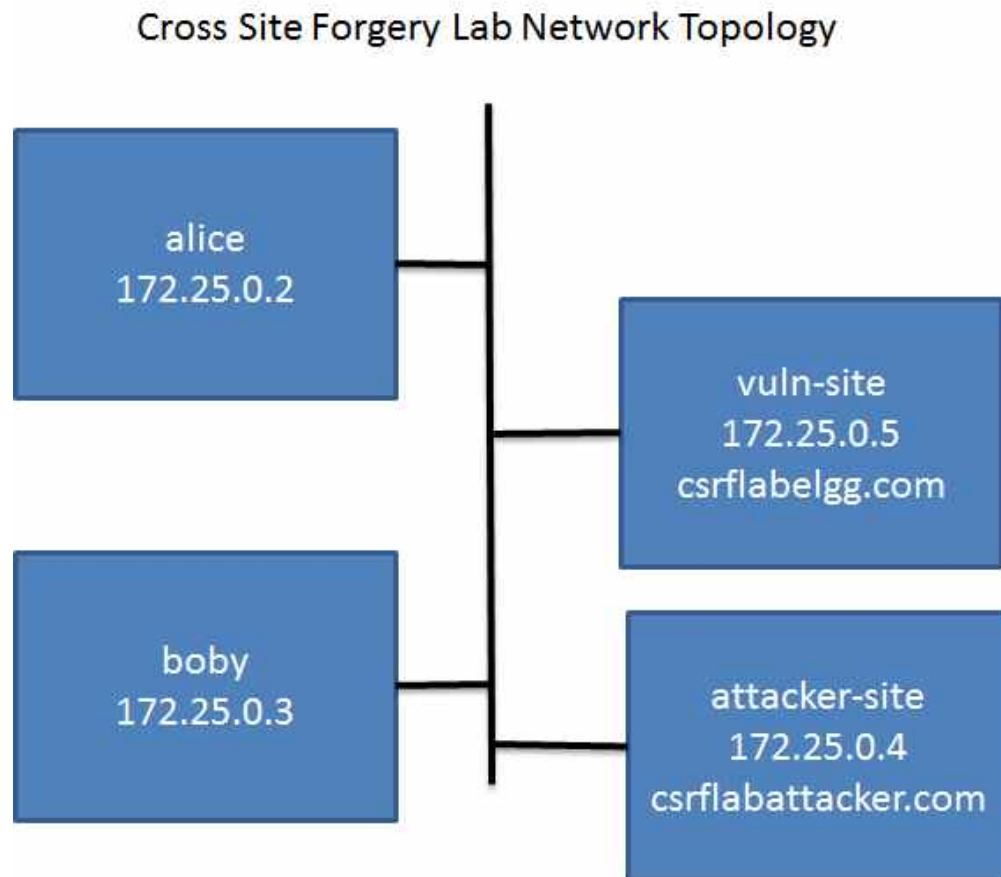 Cross Site Forgery Lab Network Topology
alice
172.25.0.2
vuln-site
172.25.0.5
csrflabelgg.com
boby
172.25.0.3
attacker-site
172.25.0.4
csrflabattacker.com